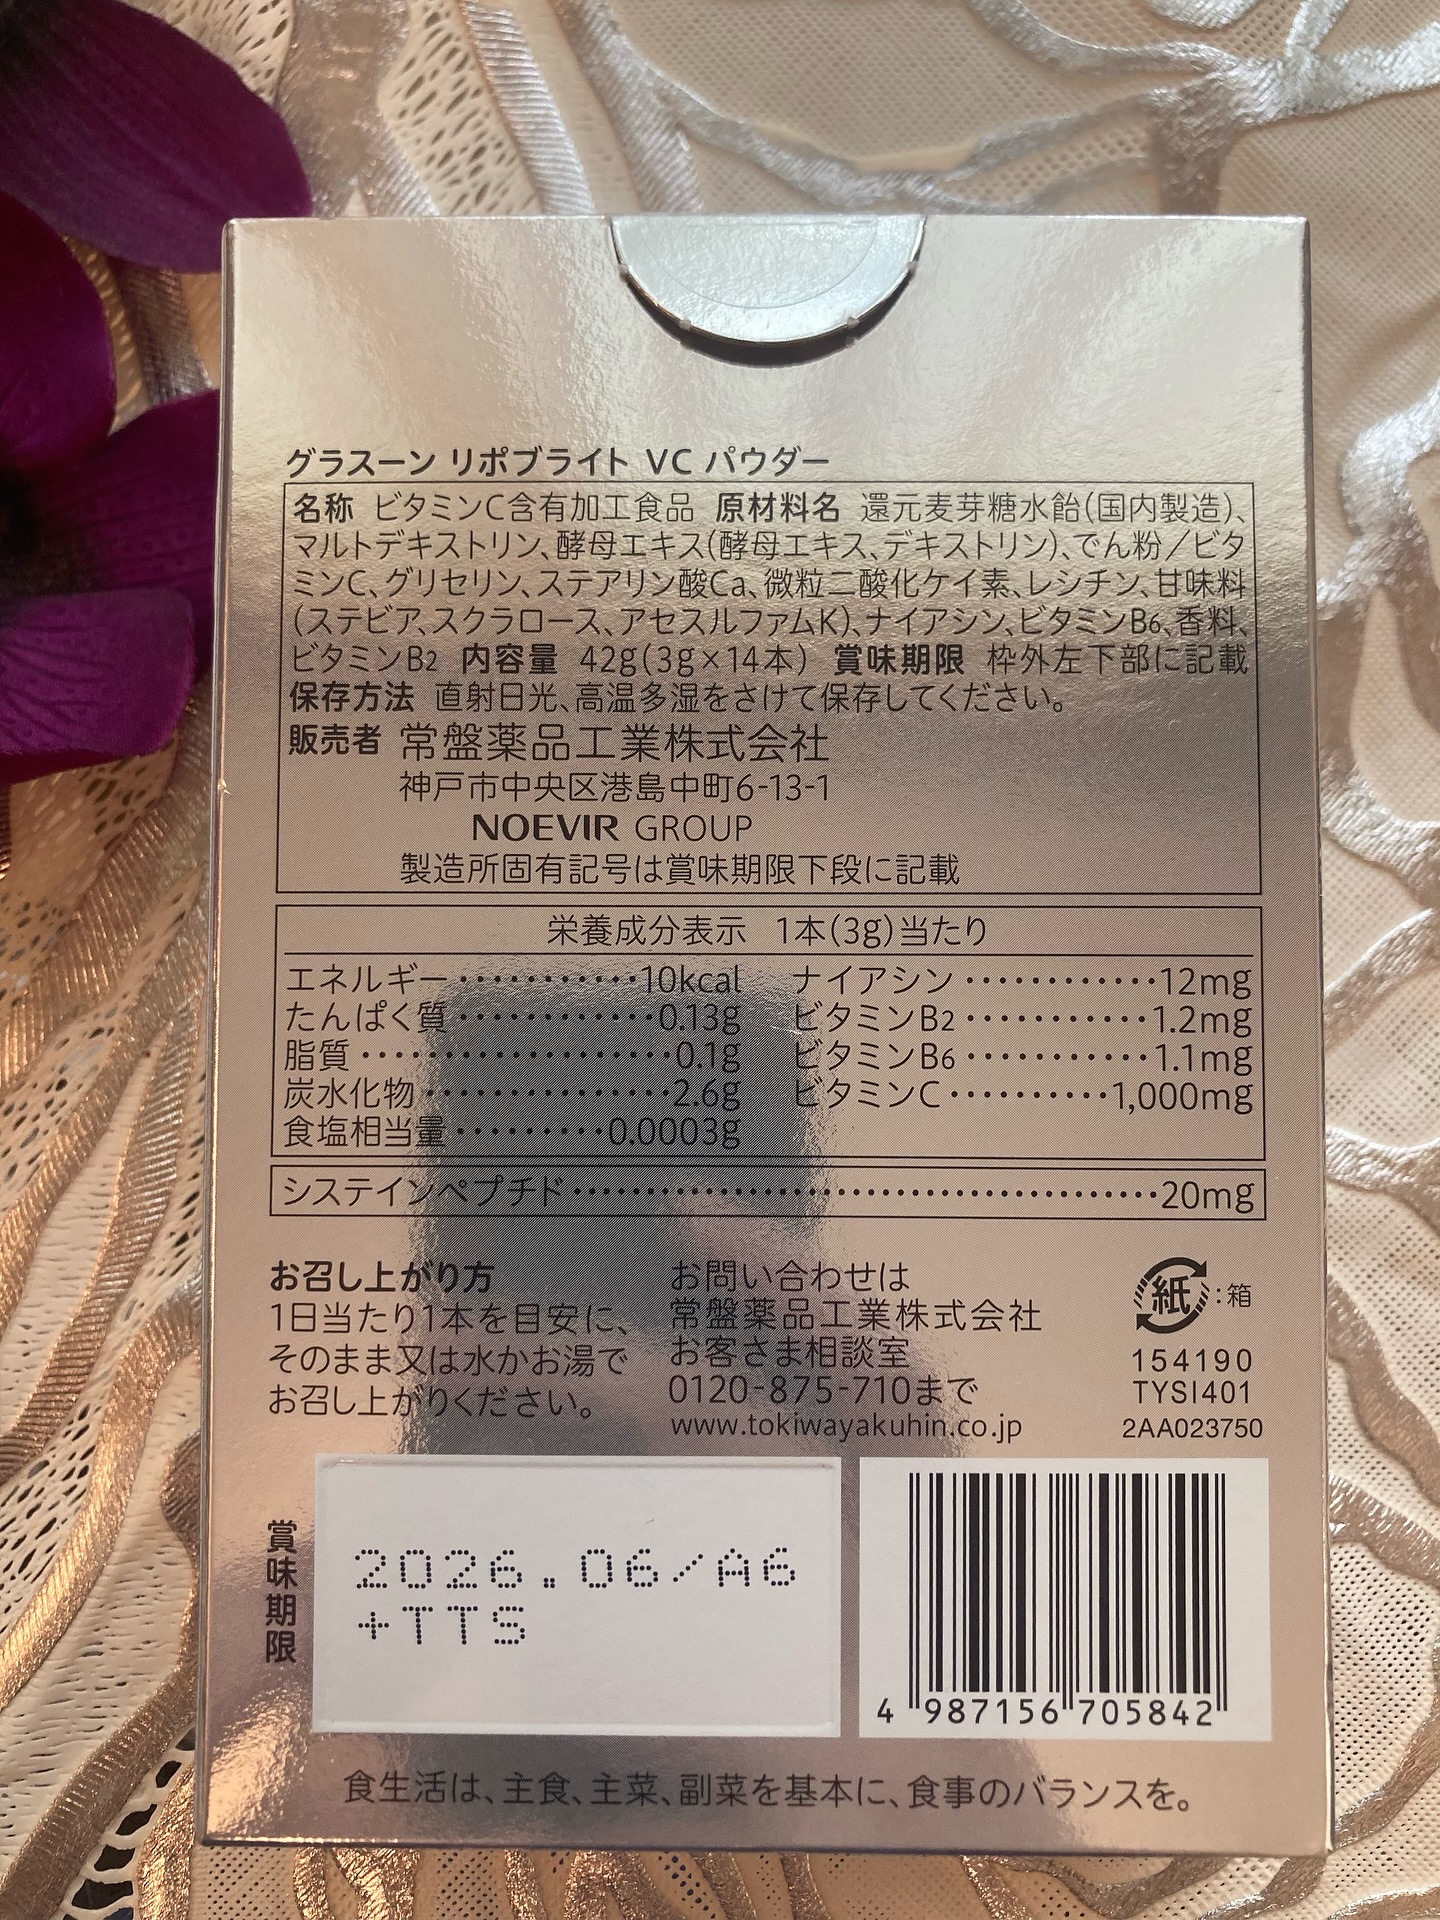 グラスーン リポブライト VC パウダー
名称 ビタミンC含有加工食品 原材料名 還元麦芽糖水飴(国内製造)、
マルトデキストリン、酵母エキス(酵母エキス、デキストリン)、でん粉／ビタ
ミンC、グリセリン、ステアリン酸Ca、微粒二酸化ケイ素、レシチン、甘味料
(ステビア、スクラロース、アセスルファムK)、ナイアシン、ビタミンB6、香料、
ビタミンB2 内容量 42g(3g×14本) 賞味期限 枠外左下部に記載
保存方法 直射日光、高温多湿をさけて保存してください。
販売者 常盤薬品工業株式会社
神戸市中央区港島中町6-13-1
NOEVIR GROUP
製造所固有記号は賞味期限下段に記載
栄養成分表示 1本(3g)当たり
エネルギー···········10kcal
たんぱく質············0.13g
脂質···················0.1g
炭水化物···············2.6g
食塩相当量·········0.0003g
ナイアシン············12mg
ビタミンB2···········1.2mg
ビタミンB6···········1.1mg
ビタミンC··········1,000mg
システインペプチド···································20mg
お召し上がり方
1日当たり1本を目安に、
そのまま又は水かお湯で
お召し上がりください。
お問い合わせは
常盤薬品工業株式会社
お客さま相談室
0120-875-710まで
www.tokiwayakuhin.co.jp
紙:箱
154190
TYSI401
2AA023750
賞味期限
2026.06/A6
+TTS
4 987156 705842
食生活は、主食、主菜、副菜を基本に、食事のバランスを。